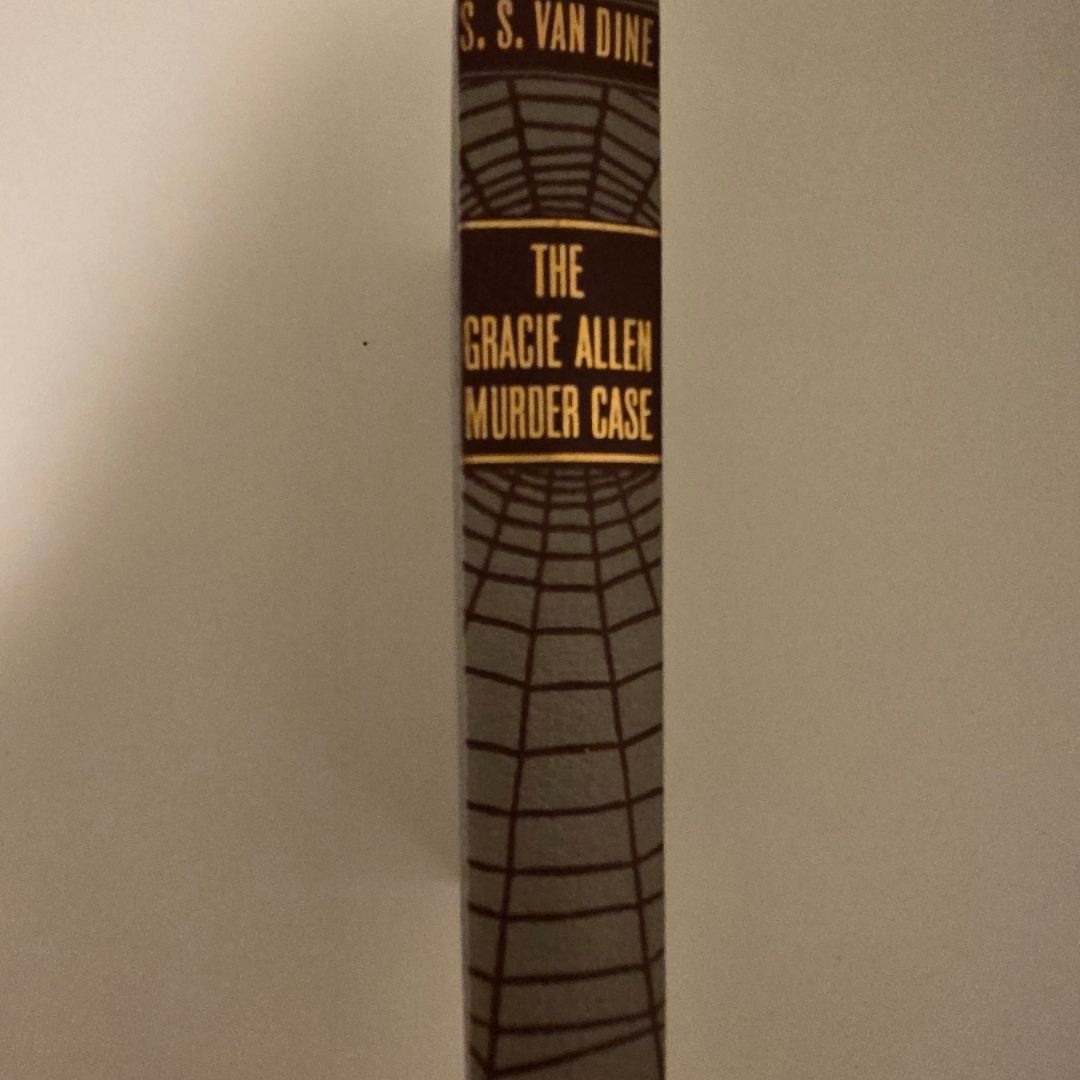 S. S. VAN DINE
THE
GRACIE ALLEN
MURDER CASE